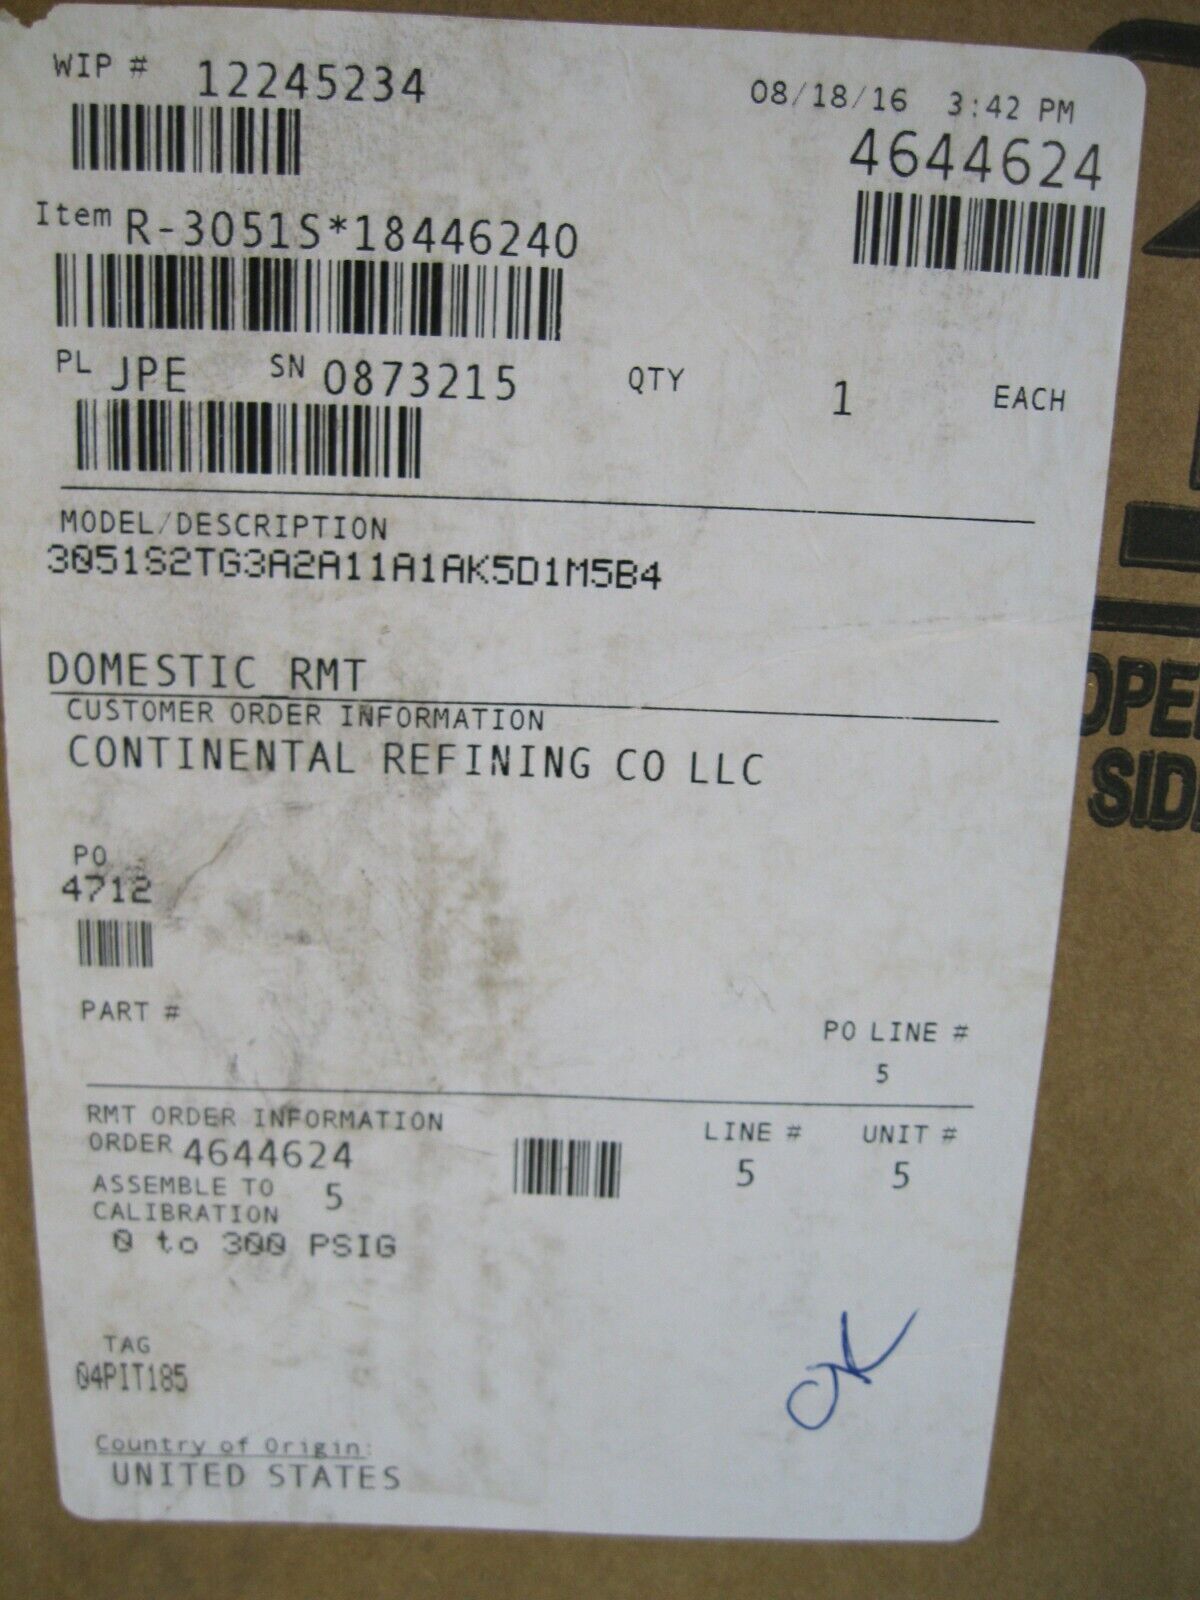 WIP # 12245234
08/18/16 3:42 PM
4644624
Item R-3051S*18446240
PL JPE SN 0873215 QTY 1 EACH
MODEL/DESCRIPTION
3051S2TG3A2A11A1AK5D1M5B4
DOMESTIC RMT
CUSTOMER ORDER INFORMATION
CONTINENTAL REFINING CO LLC
PO
4712
PART #
PO LINE #
5
RMT ORDER INFORMATION
ORDER 4644624
LINE # UNIT #
5 5
ASSEMBLE TO 5
CALIBRATION
0 to 300 PSIG
TAG
04PIT185
OK
Country of Origin:
UNITED STATES
OPE
SID